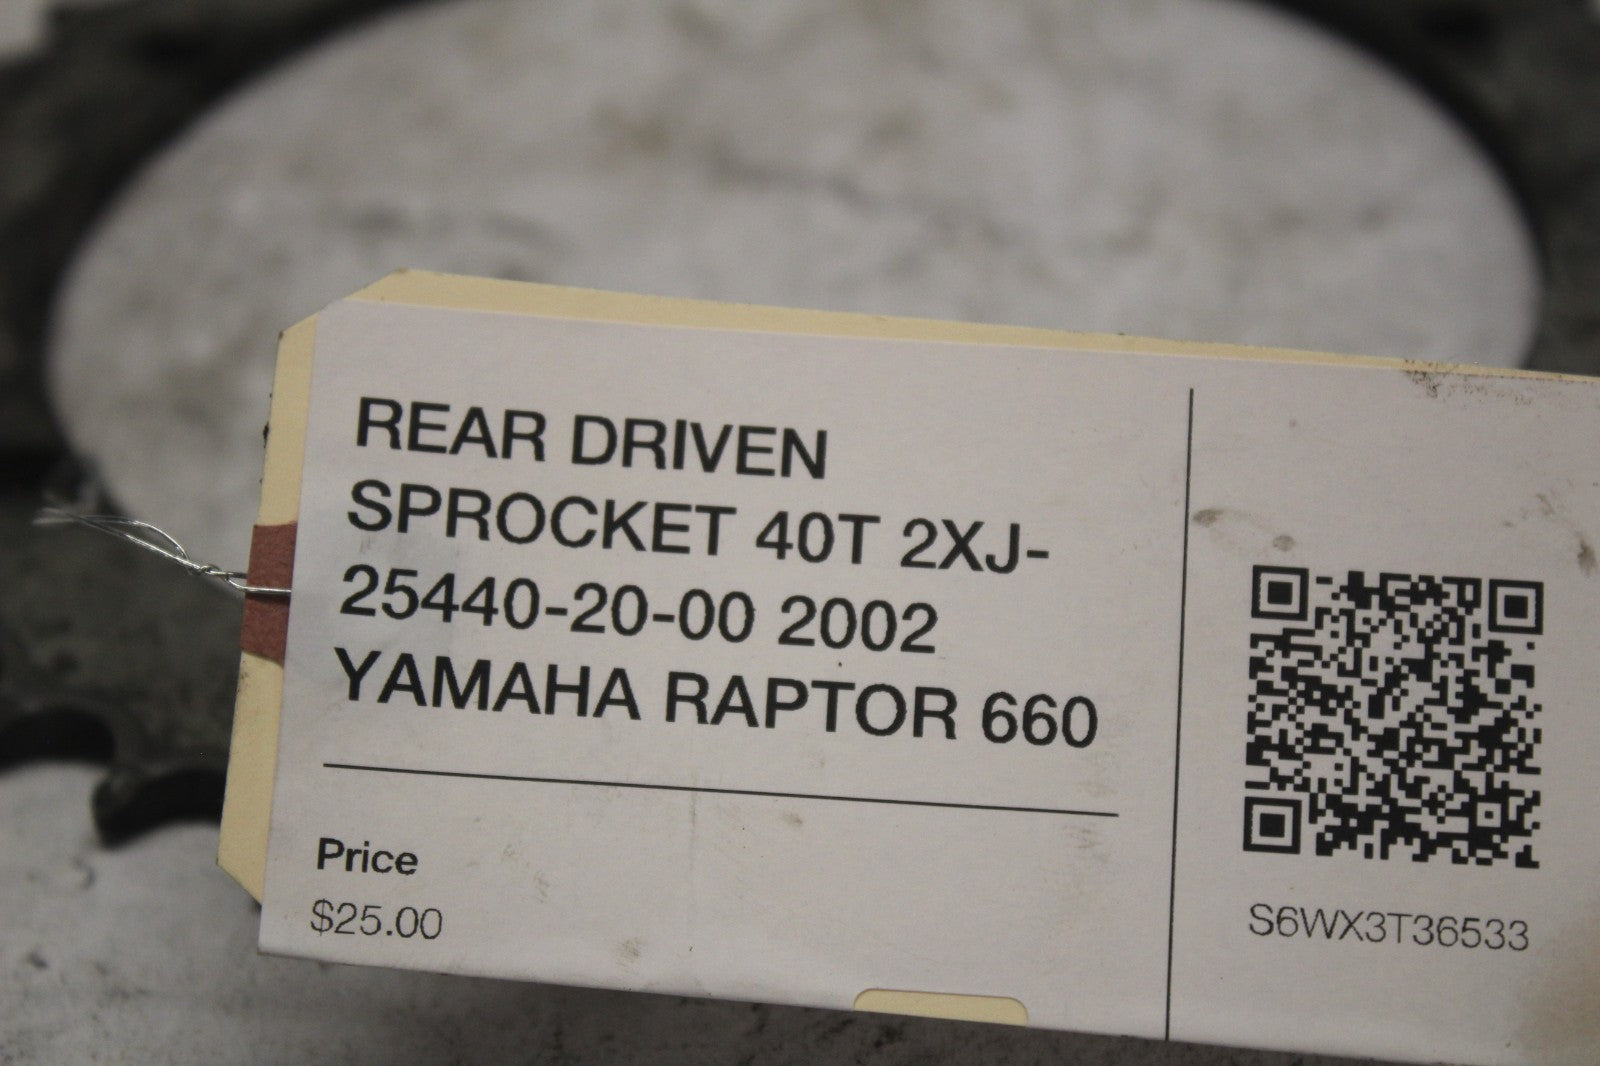 REAR DRIVEN
SPROCKET 40T 2XJ-
25440-20-00 2002
YAMAHA RAPTOR 660
Price
$25.00
S6WX3T36533